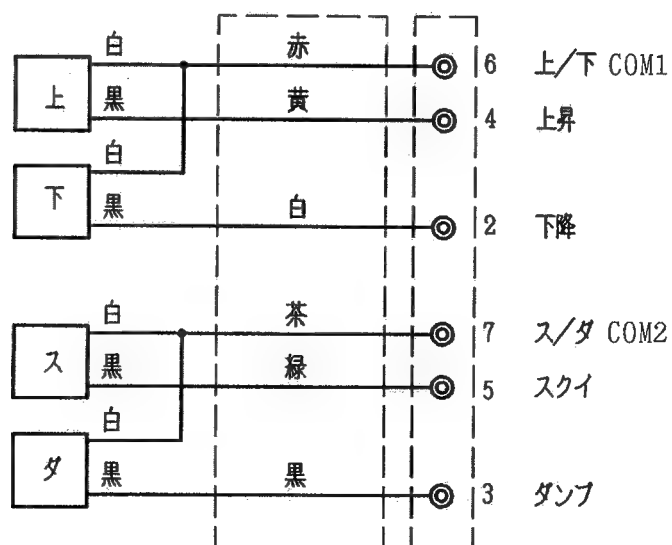 白 赤 6 上/下 COM1
上 黒 黄 4 上昇
白
下 黒 白 2 下降
白 茶 7 ス/ダ COM2
ス 黒 緑 5 スクイ
白
ダ 黒 黒 3 ダンプ